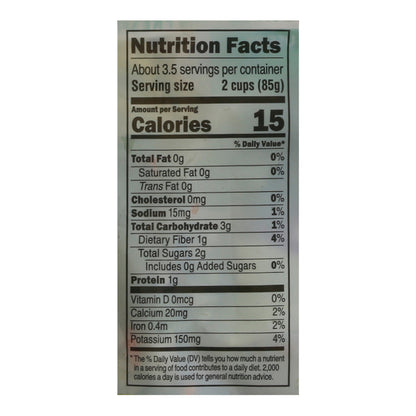 Nutrition Facts
About 3.5 servings per container
Serving size 2 cups (85g)
Amount per Serving
Calories 15
% Daily Value*
Total Fat 0g 0%
Saturated Fat 0g 0%
Trans Fat 0g
Cholesterol 0mg 0%
Sodium 15mg 1%
Total Carbohydrate 3g 1%
Dietary Fiber 1g 4%
Total Sugars 2g
Includes 0g Added Sugars 0%
Protein 1g
Vitamin D 0mcg 0%
Calcium 20mg 2%
Iron 0.4m 2%
Potassium 150mg 4%
* The % Daily Value (DV) tells you how much a nutrient
in a serving of food contributes to a daily diet. 2,000
calories a day is used for general nutrition advice.